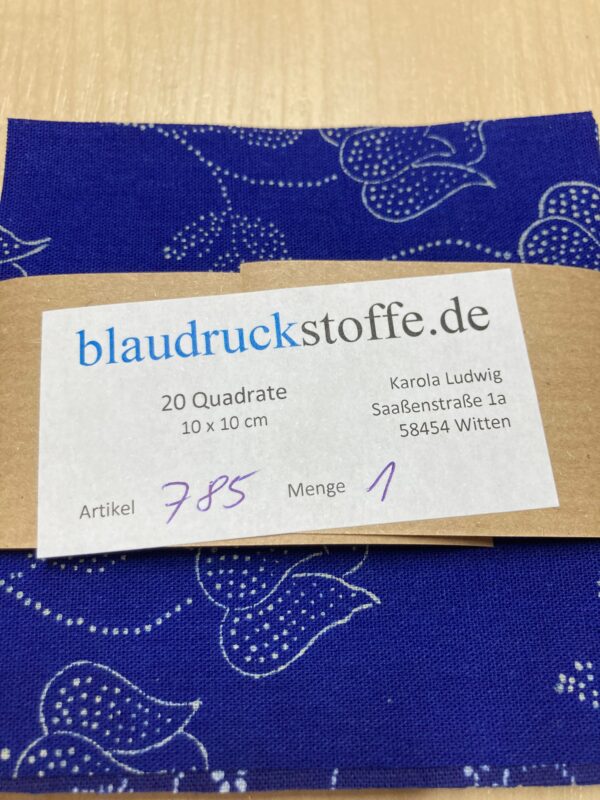 blaudruckstoffe.de
20 Quadrate
10 x 10 cm
Karola Ludwig
Saaßenstraße 1a
58454 Witten
Artikel 785 Menge 1